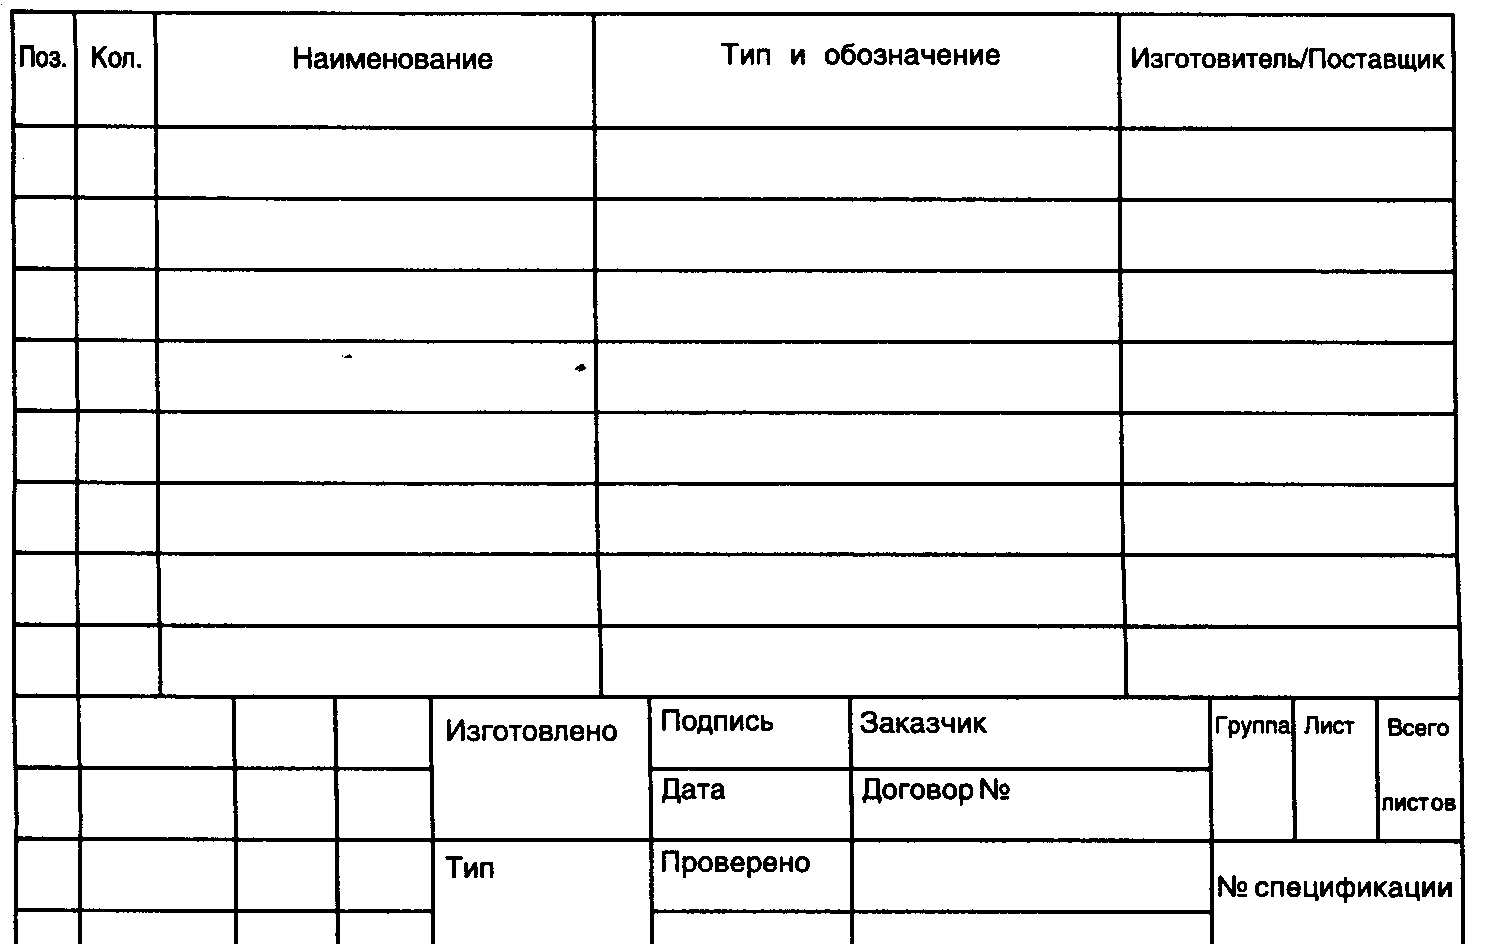 Поз. Кол. Наименование Тип и обозначение Изготовитель/Поставщик
Изготовлено Подпись Заказчик Группа Лист Всего
листов
Дата Договор №
Тип Проверено
№ спецификации